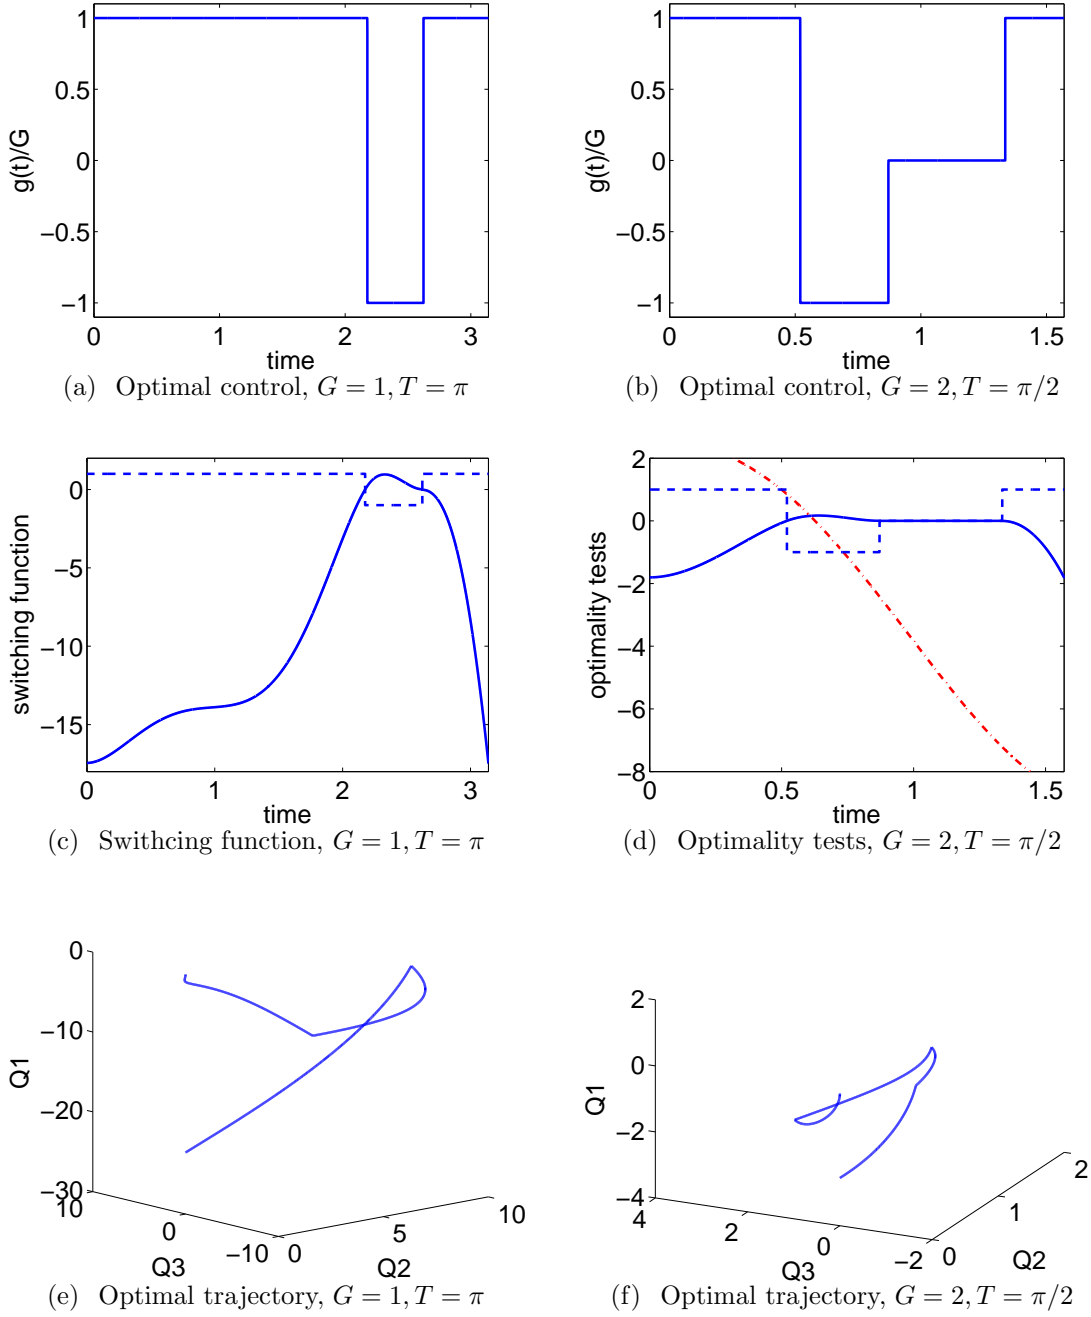 1
0.5
0
−0.5
−1
g(t)/G
0
1
2
3
time
(a) Optimal control, G = 1, T = π
1
0.5
0
−0.5
−1
g(t)/G
0
0.5
1
1.5
time
(b) Optimal control, G = 2, T = π/2
0
−5
−10
−15
switching function
0
1
2
3
time
(c) Swithcing function, G = 1, T = π
2
0
−2
−4
−6
−8
optimality tests
0
0.5
1
1.5
time
(d) Optimality tests, G = 2, T = π/2
0
−10
−20
−30
Q1
10
0
−10
Q3
0
5
10
Q2
(e) Optimal trajectory, G = 1, T = π
2
0
−2
−4
Q1
4
2
0
−2
Q3
0
1
2
Q2
(f) Optimal trajectory, G = 2, T = π/2